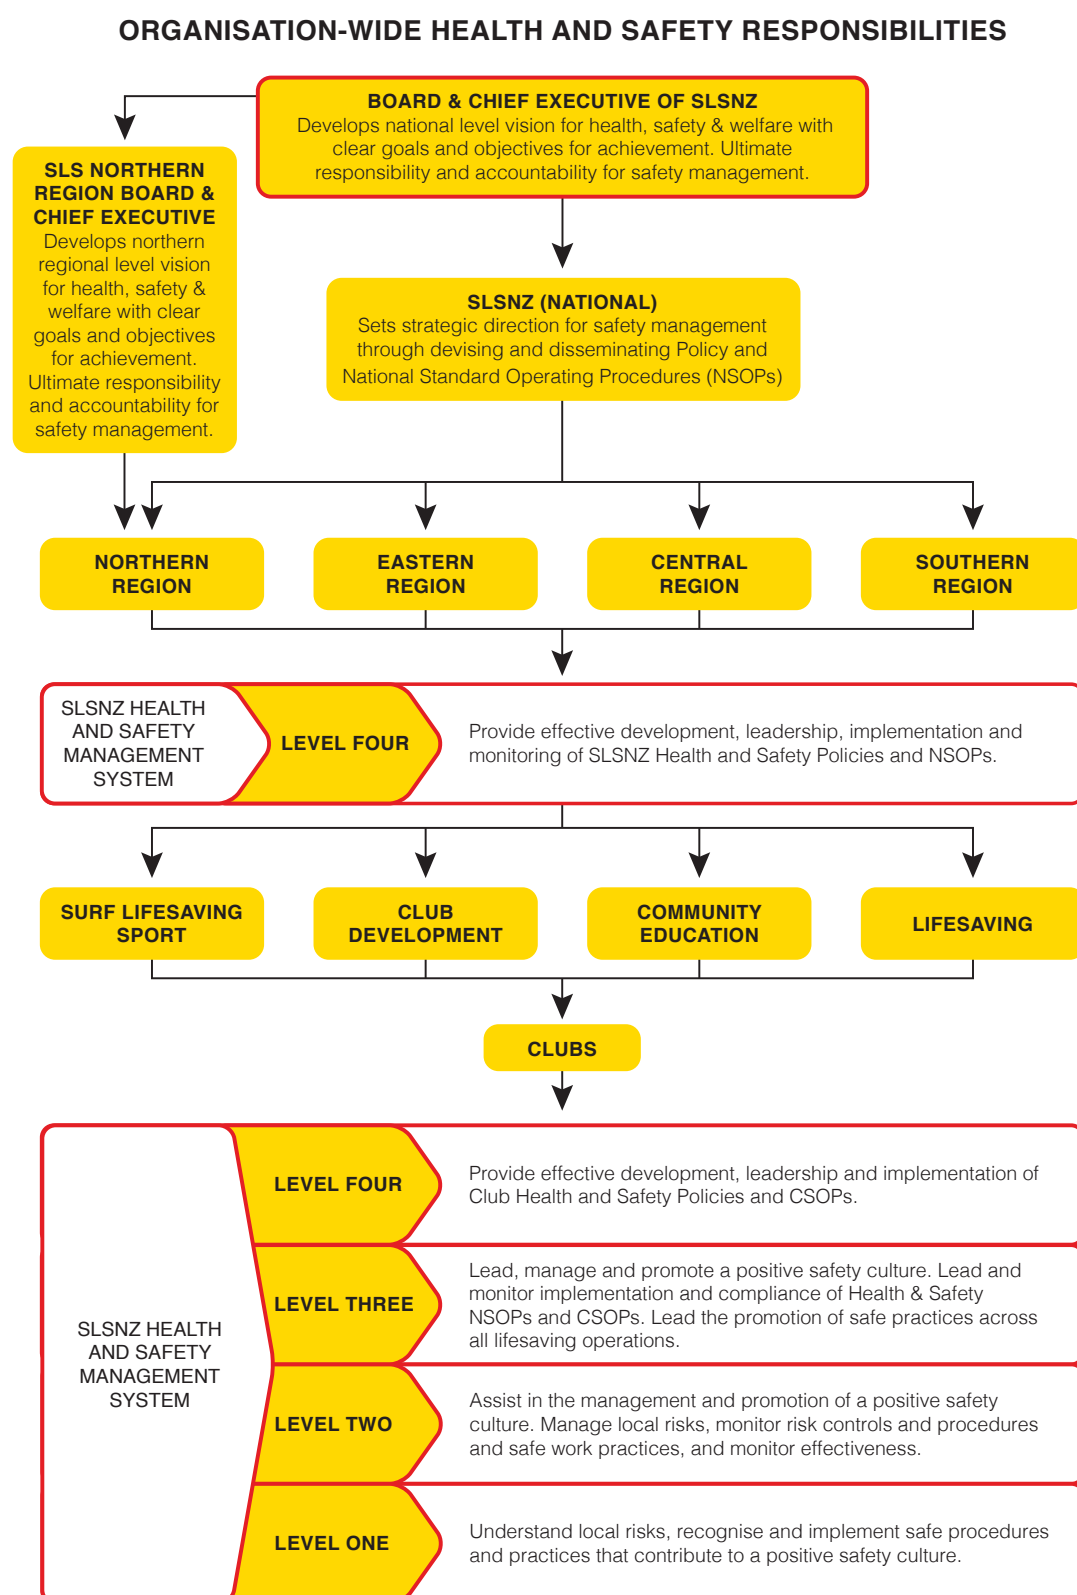 ORGANISATION-WIDE HEALTH AND SAFETY RESPONSIBILITIES
BOARD & CHIEF EXECUTIVE OF SLSNZ
Develops national level vision for health, safety & welfare with
clear goals and objectives for achievement. Ultimate
responsibility and accountability for safety management.
SLS NORTHERN
REGION BOARD &
CHIEF EXECUTIVE
Develops northern
regional level vision
for health, safety &
welfare with clear
goals and objectives
for achievement.
Ultimate responsibility
and accountability for
safety management.
SLSNZ (NATIONAL)
Sets strategic direction for safety management
through devising and disseminating Policy and
National Standard Operating Procedures (NSOPs)
NORTHERN
REGION
EASTERN
REGION
CENTRAL
REGION
SOUTHERN
REGION
SLSNZ HEALTH
AND SAFETY
MANAGEMENT
SYSTEM
LEVEL FOUR
Provide effective development, leadership, implementation and
monitoring of SLSNZ Health and Safety Policies and NSOPs.
SURF LIFESAVING
SPORT
CLUB
DEVELOPMENT
COMMUNITY
EDUCATION
LIFESAVING
CLUBS
SLSNZ HEALTH
AND SAFETY
MANAGEMENT
SYSTEM
LEVEL FOUR
Provide effective development, leadership and implementation of
Club Health and Safety Policies and CSOPs.
LEVEL THREE
Lead, manage and promote a positive safety culture. Lead and
monitor implementation and compliance of Health & Safety
NSOPs and CSOPs. Lead the promotion of safe practices across
all lifesaving operations.
LEVEL TWO
Assist in the management and promotion of a positive safety
culture. Manage local risks, monitor risk controls and procedures
and safe work practices, and monitor effectiveness.
LEVEL ONE
Understand local risks, recognise and implement safe procedures
and practices that contribute to a positive safety culture.